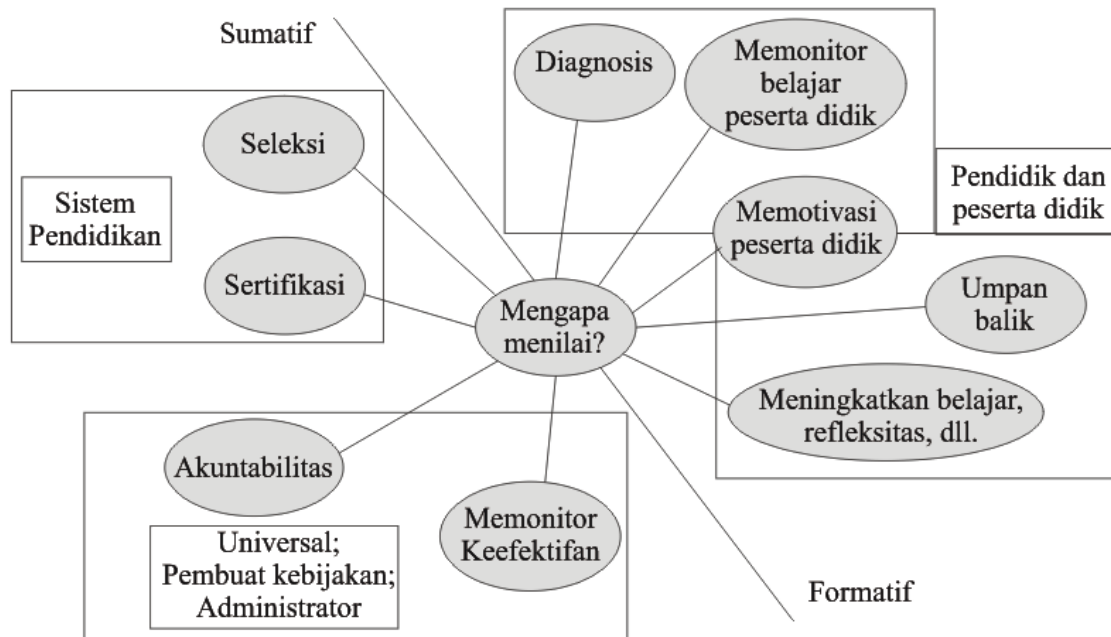 Sumatif
Diagnosis
Memonitor
belajar
peserta didik
Seleksi
Sistem
Pendidikan
Sertifikasi
Pendidik dan
peserta didik
Memotivasi
peserta didik
Mengapa
menilai?
Umpan
balik
Meningkatkan belajar,
refleksitas, dll.
Akuntabilitas
Memonitor
Keefektifan
Universal;
Pembuat kebijakan;
Administrator
Formatif